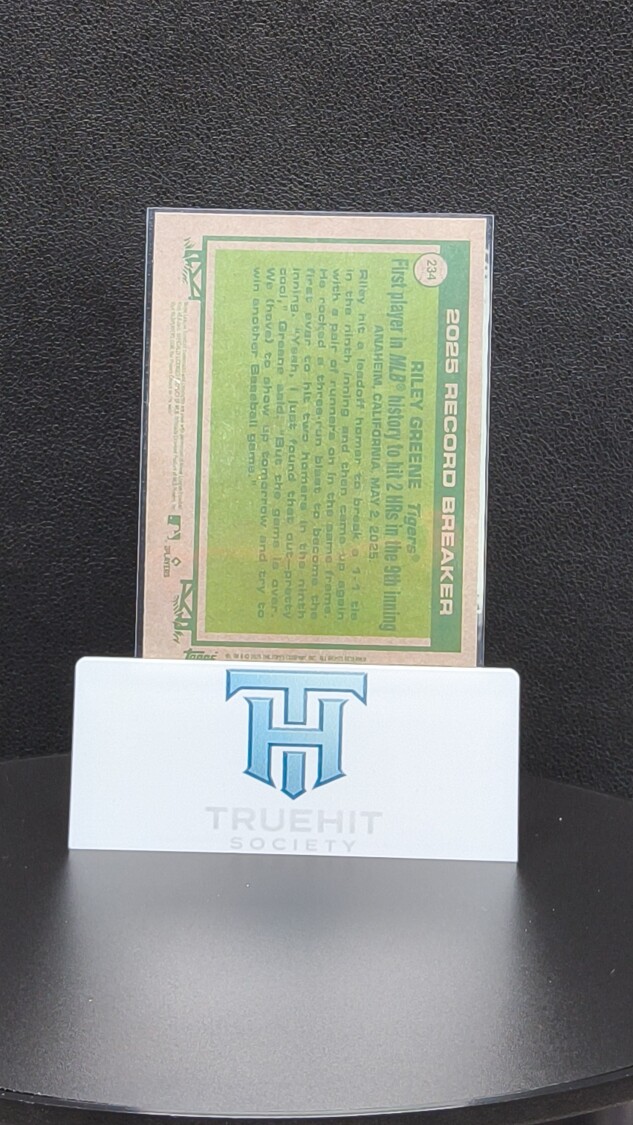 234
2025 RECORD BREAKER
RILEY GREENE Tigers®
First player in MLB® history to hit 2 HRs in the 9th inning
ANAHEIM, CALIFORNIA, MAY 2, 2025
Riley hit a leadoff homer to break a 1-1 tie
in the ninth inning and then came up again
with a pair of runners on in the same frame.
He rocked a three-run blast to become the
first ever to hit two homers in the ninth
inning. "Yeah, I just found that out—pretty
cool," Greene said. "But the game is over.
We (have) to show up tomorrow and try to
win another Baseball game."
PLAYERS
Topps
TH
TRUEHIT
SOCIETY